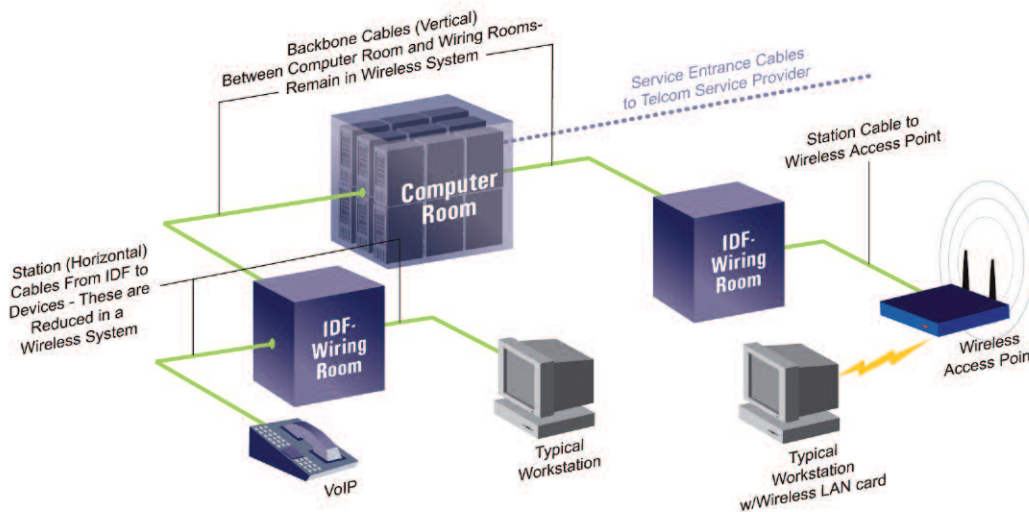 Backbone Cables (Vertical)
Between Computer Room and Wiring Rooms-
Remain in Wireless System
Service Entrance Cables
to Telcom Service Provider
Station Cable to
Wireless Access Point
Computer
Room
IDF-
Wiring
Room
Station (Horizontal)
Cables From IDF to
Devices - These are
Reduced in a
Wireless System
IDF-
Wiring
Room
Wireless
Access Point
VoIP
Typical
Workstation
Typical
Workstation
w/Wireless LAN card